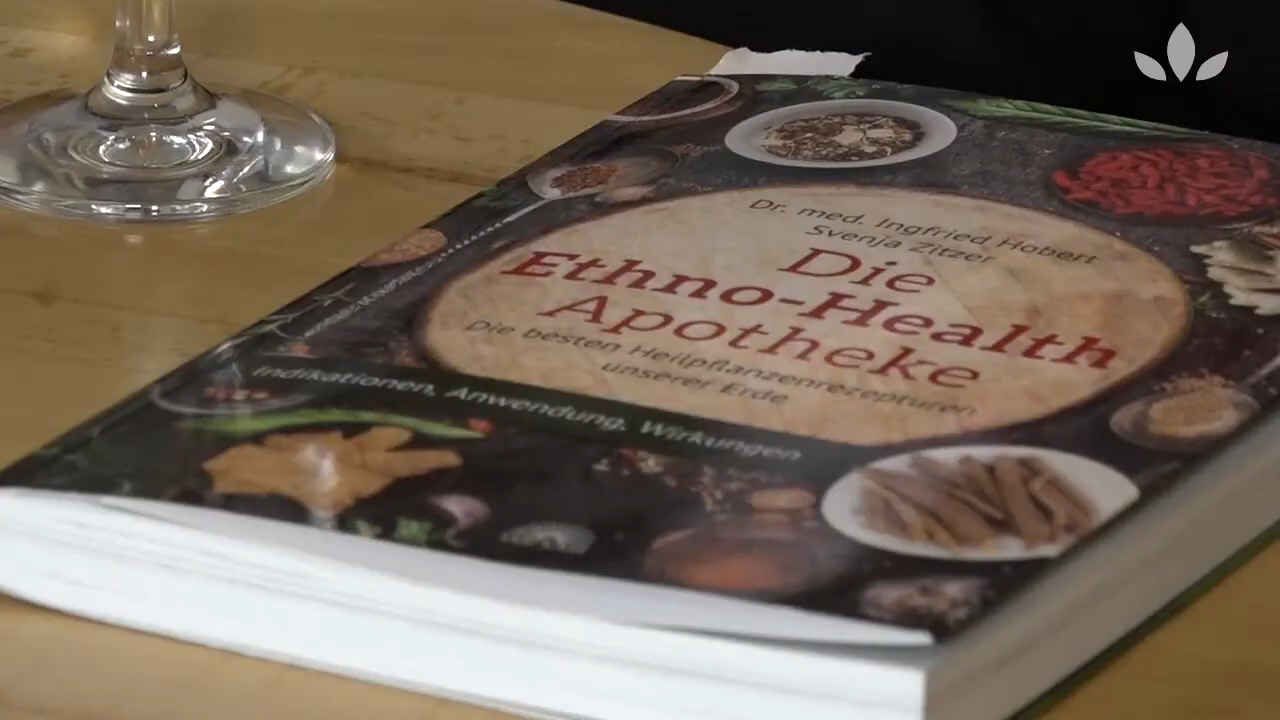 Dr. med. Ingfried Hobert
Svenja Zitzer
Die
Ethno-Health
Apotheke
Die besten Heilpflanzenrezepturen
unserer Erde
Indikationen, Anwendung, Wirkungen